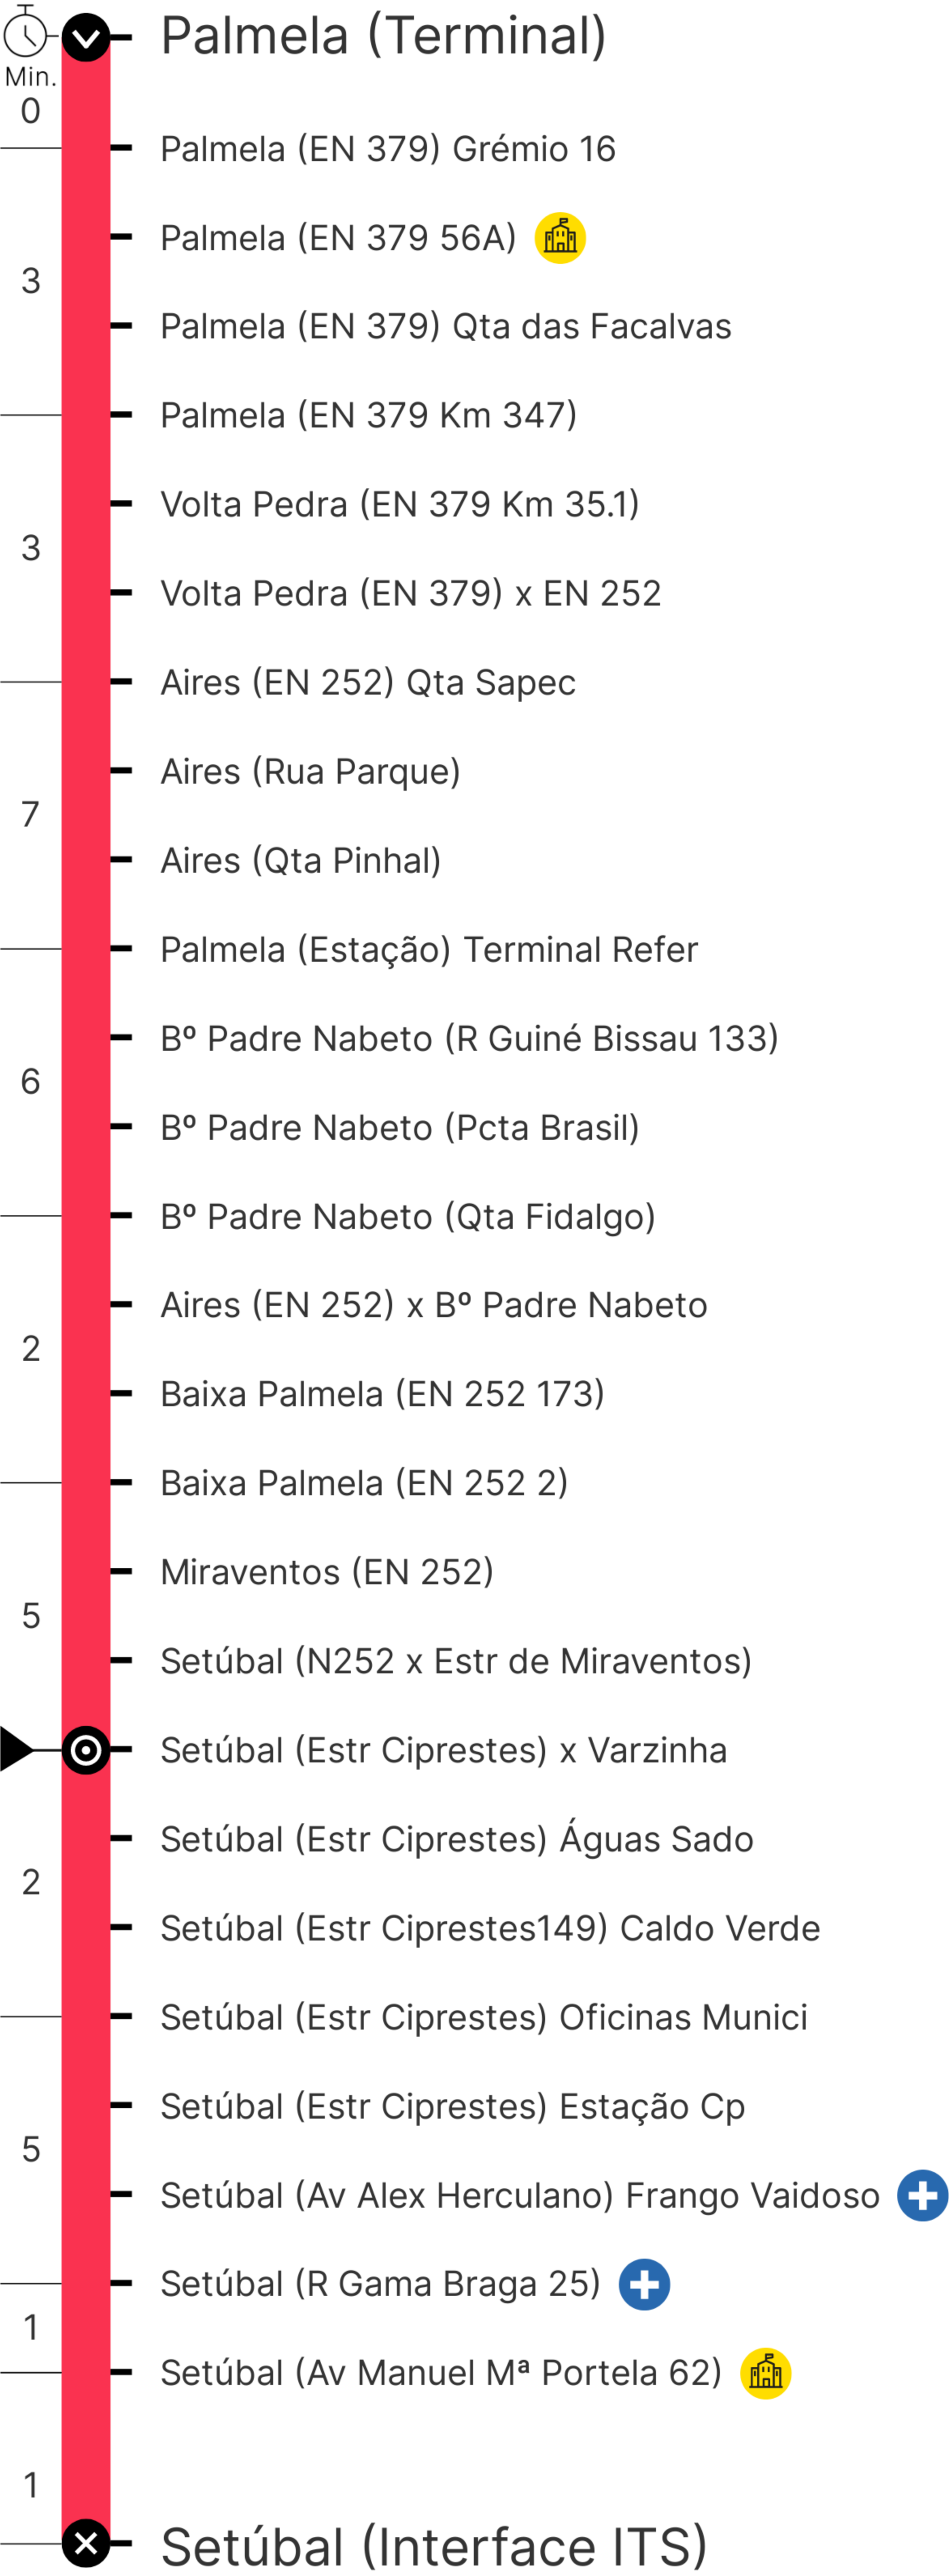 Palmela (Terminal)
Min.
0
Palmela (EN 379) Grémio 16
Palmela (EN 379 56A)
3
Palmela (EN 379) Qta das Facalvas
Palmela (EN 379 Km 347)
Volta Pedra (EN 379 Km 35.1)
3
Volta Pedra (EN 379) x EN 252
Aires (EN 252) Qta Sapec
Aires (Rua Parque)
7
Aires (Qta Pinhal)
Palmela (Estação) Terminal Refer
Bº Padre Nabeto (R Guiné Bissau 133)
6
Bº Padre Nabeto (Pcta Brasil)
Bº Padre Nabeto (Qta Fidalgo)
Aires (EN 252) x Bº Padre Nabeto
2
Baixa Palmela (EN 252 173)
Baixa Palmela (EN 252 2)
Miraventos (EN 252)
5
Setúbal (N252 x Estr de Miraventos)
Setúbal (Estr Ciprestes) x Varzinha
Setúbal (Estr Ciprestes) Águas Sado
2
Setúbal (Estr Ciprestes149) Caldo Verde
Setúbal (Estr Ciprestes) Oficinas Munici
Setúbal (Estr Ciprestes) Estação Cp
5
Setúbal (Av Alex Herculano) Frango Vaidoso
Setúbal (R Gama Braga 25)
1
Setúbal (Av Manuel Mª Portela 62)
1
Setúbal (Interface ITS)